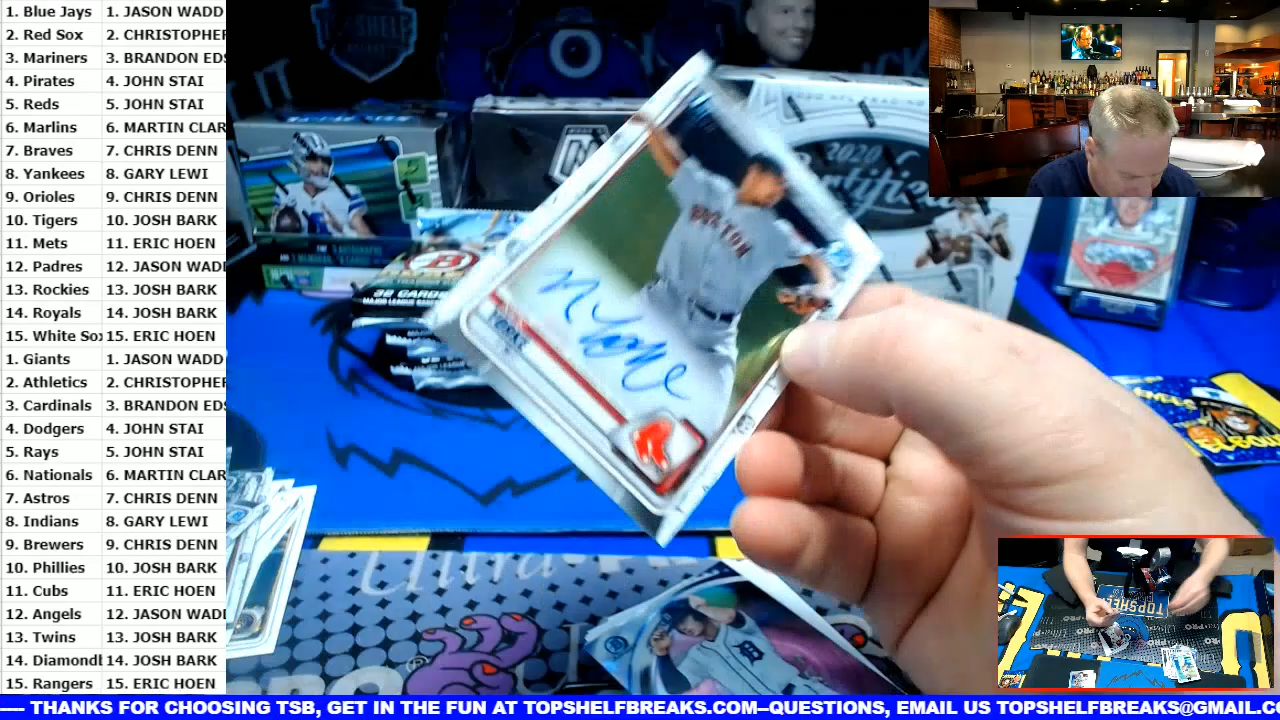 1. Blue Jays 1. JASON WADD
2. Red Sox 2. CHRISTOPHER
3. Mariners 3. BRANDON EDS
4. Pirates 4. JOHN STAI
5. Reds 5. JOHN STAI
6. Marlins 6. MARTIN CLAR
7. Braves 7. CHRIS DENN
8. Yankees 8. GARY LEWI
9. Orioles 9. CHRIS DENN
10. Tigers 10. JOSH BARK
11. Mets 11. ERIC HOEN
12. Padres 12. JASON WADD
13. Rockies 13. JOSH BARK
14. Royals 14. JOSH BARK
15. White Sox 15. ERIC HOEN
1. Giants 1. JASON WADD
2. Athletics 2. CHRISTOPHER
3. Cardinals 3. BRANDON EDS
4. Dodgers 4. JOHN STAI
5. Rays 5. JOHN STAI
6. Nationals 6. MARTIN CLAR
7. Astros 7. CHRIS DENN
8. Indians 8. GARY LEWI
9. Brewers 9. CHRIS DENN
10. Phillies 10. JOSH BARK
11. Cubs 11. ERIC HOEN
12. Angels 12. JASON WADD
13. Twins 13. JOSH BARK
14. Diamond 14. JOSH BARK
15. Rangers 15. ERIC HOEN
TOPSHELF
2020
BOSTON
Ultra
PRO
TOPSHELF
---- THANKS FOR CHOOSING TSB, GET IN THE FUN AT TOPSHELFBREAKS.COM--QUESTIONS, EMAIL US TOPSHELFBREAKS@GMAIL.CO